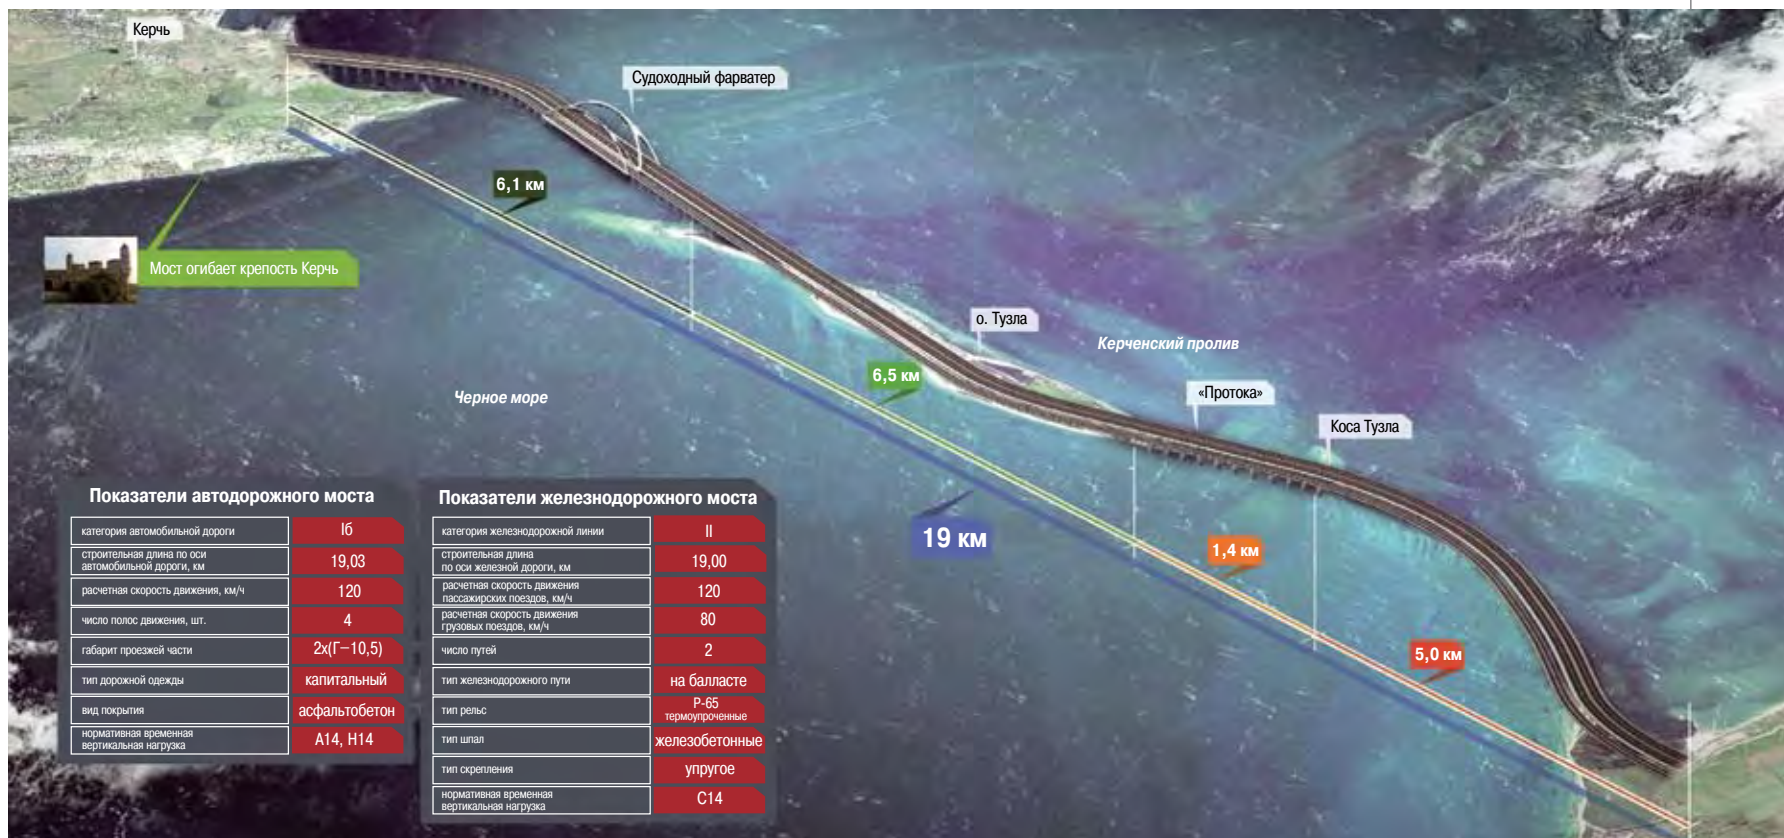 Керчь
Судоходный фарватер
6,1 км
Мост огибает крепость Керчь
о. Тузла
Керченский пролив
6,5 км
Черное море
«Протока»
Коса Тузла
19 км
1,4 км
5,0 км
Показатели автодорожного моста
категория автомобильной дороги
Iб
строительная длина по оси
автомобильной дороги, км
19,03
расчетная скорость движения, км/ч
120
число полос движения, шт.
4
габарит проезжей части
2х(Г–10,5)
тип дорожной одежды
капитальный
вид покрытия
асфальтобетон
нормативная временная
вертикальная нагрузка
А14, Н14
Показатели железнодорожного моста
категория железнодорожной линии
II
строительная длина
по оси железной дороги, км
19,00
расчетная скорость движения
пассажирских поездов, км/ч
120
расчетная скорость движения
грузовых поездов, км/ч
80
число путей
2
тип железнодорожного пути
на балласте
тип рельс
Р-65
термоупроченные
тип шпал
железобетонные
тип скрепления
упругое
нормативная временная
вертикальная нагрузка
С14